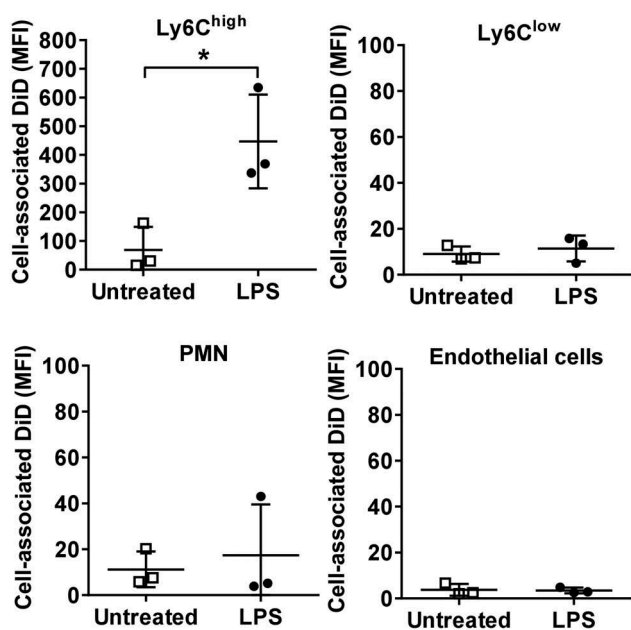 Ly6Chigh
Cell-associated DiD (MFI)
800
700
600
500
400
300
200
100
0
*
Untreated
LPS
Ly6Clow
Cell-associated DiD (MFI)
100
80
60
40
20
0
Untreated
LPS
PMN
Cell-associated DiD (MFI)
100
80
60
40
20
0
Untreated
LPS
Endothelial cells
Cell-associated DiD (MFI)
100
80
60
40
20
0
Untreated
LPS